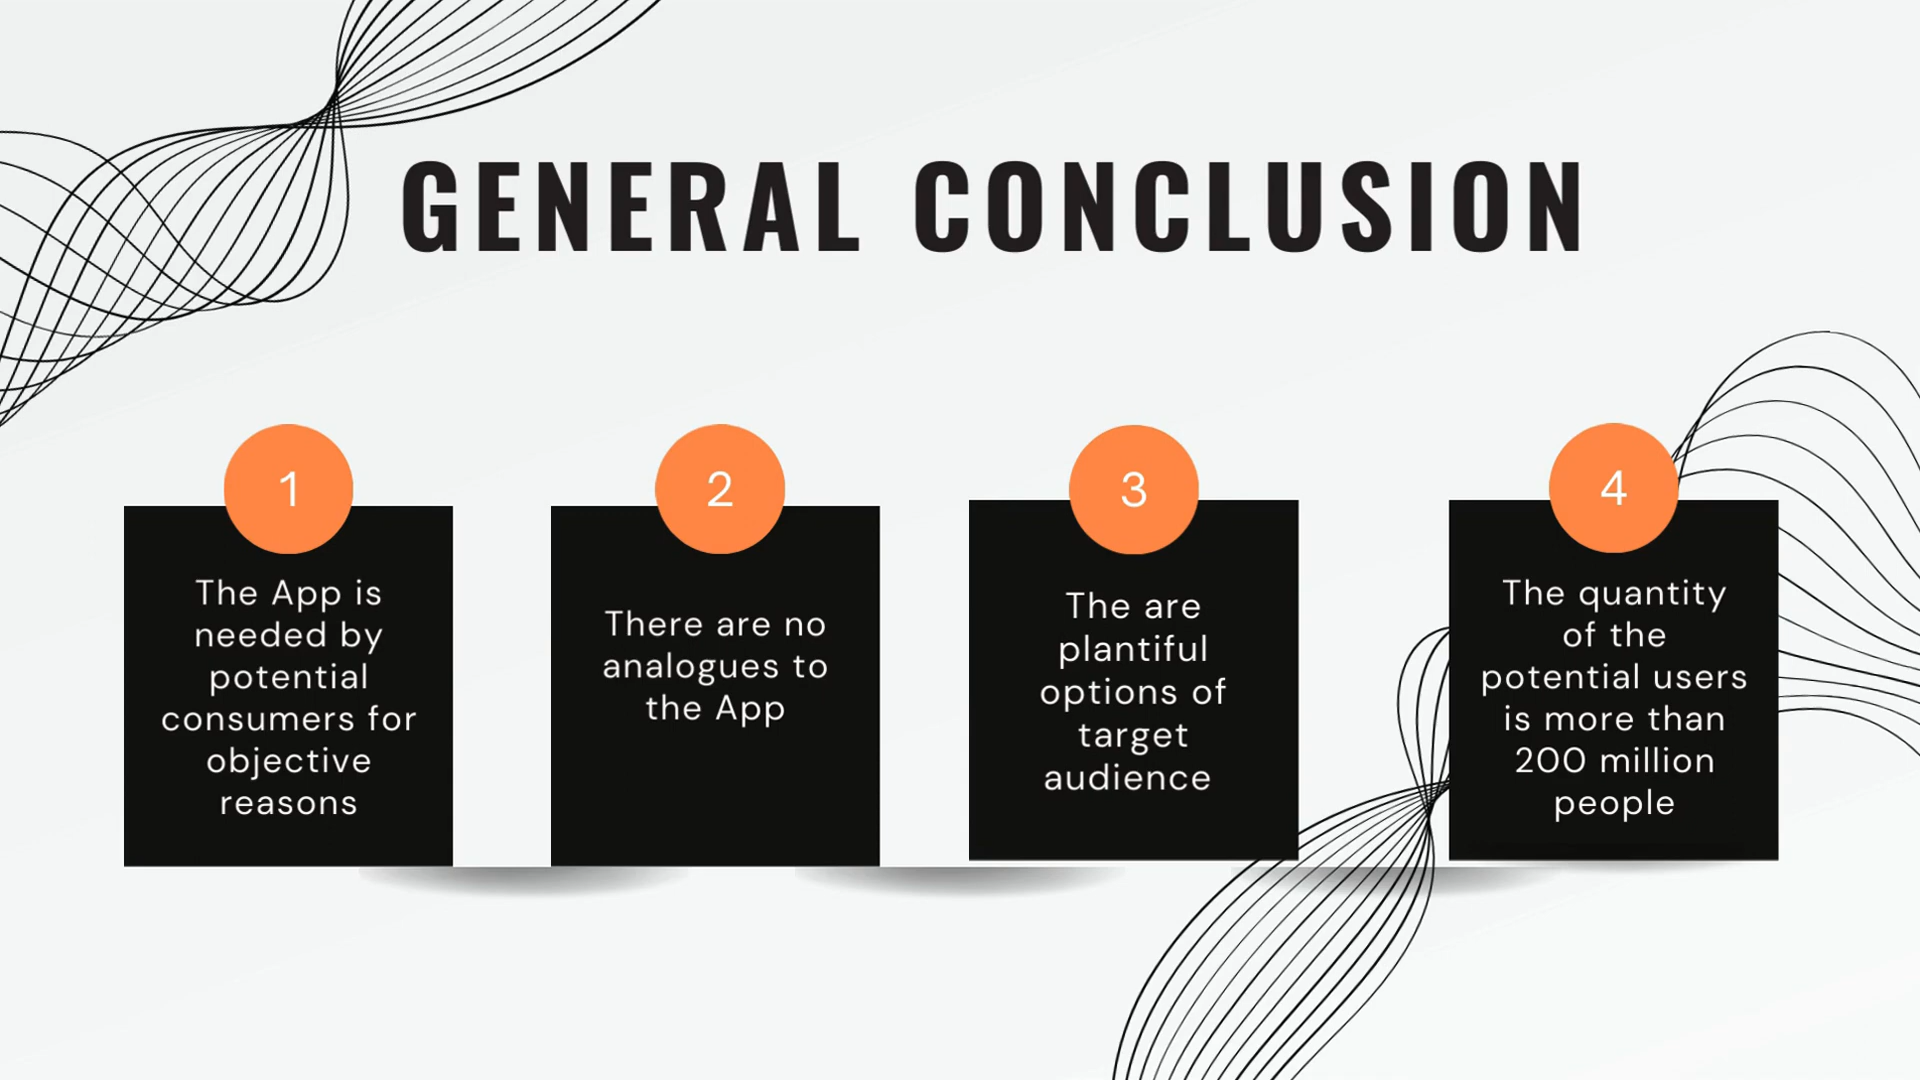 GENERAL CONCLUSION
1
The App is
needed by
potential
consumers for
objective
reasons
2
There are no
analogues to
the App
3
The are
plantiful
options of
target
audience
4
The quantity
of the
potential users
is more than
200 million
people